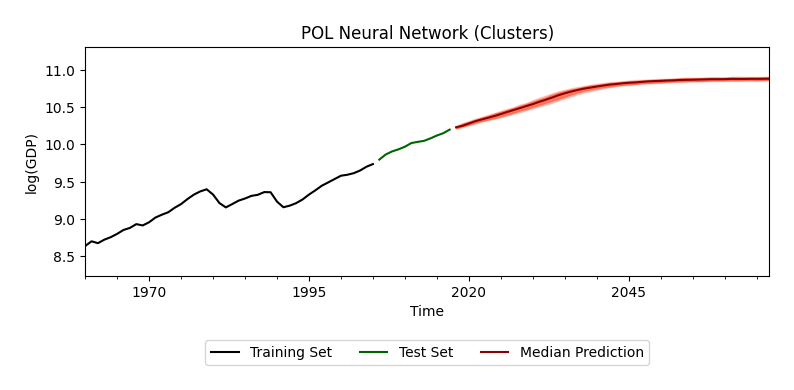 POL Neural Network (Clusters)
log(GDP)
11.0
10.5
10.0
9.5
9.0
8.5
1970 1995 2020 2045
Time
Training Set Test Set Median Prediction